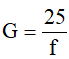 G = 25/f